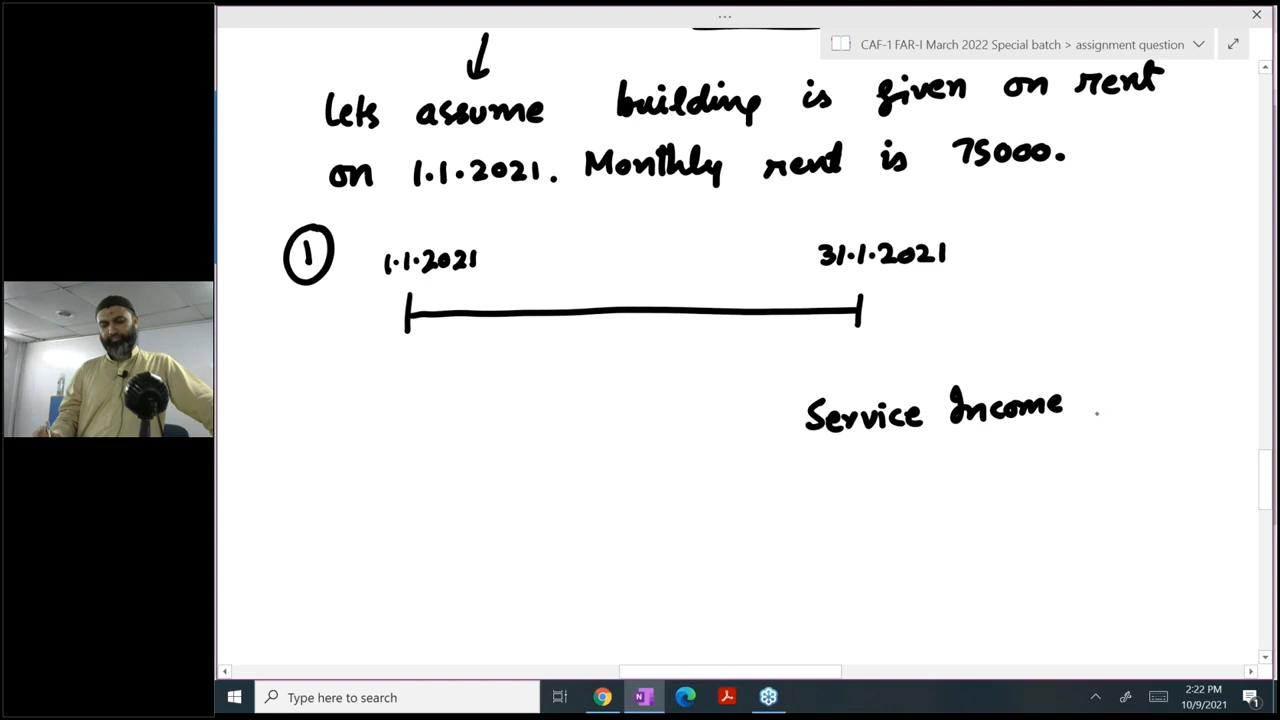 ...
CAF-1 FAR-I March 2022 Special batch > assignment question
Lets assume building is given on rent
on 1.1.2021. Monthly rent is 75000.
1
1.1.2021
31.1.2021
Service Income
Type here to search
2:22 PM
10/9/2021
1